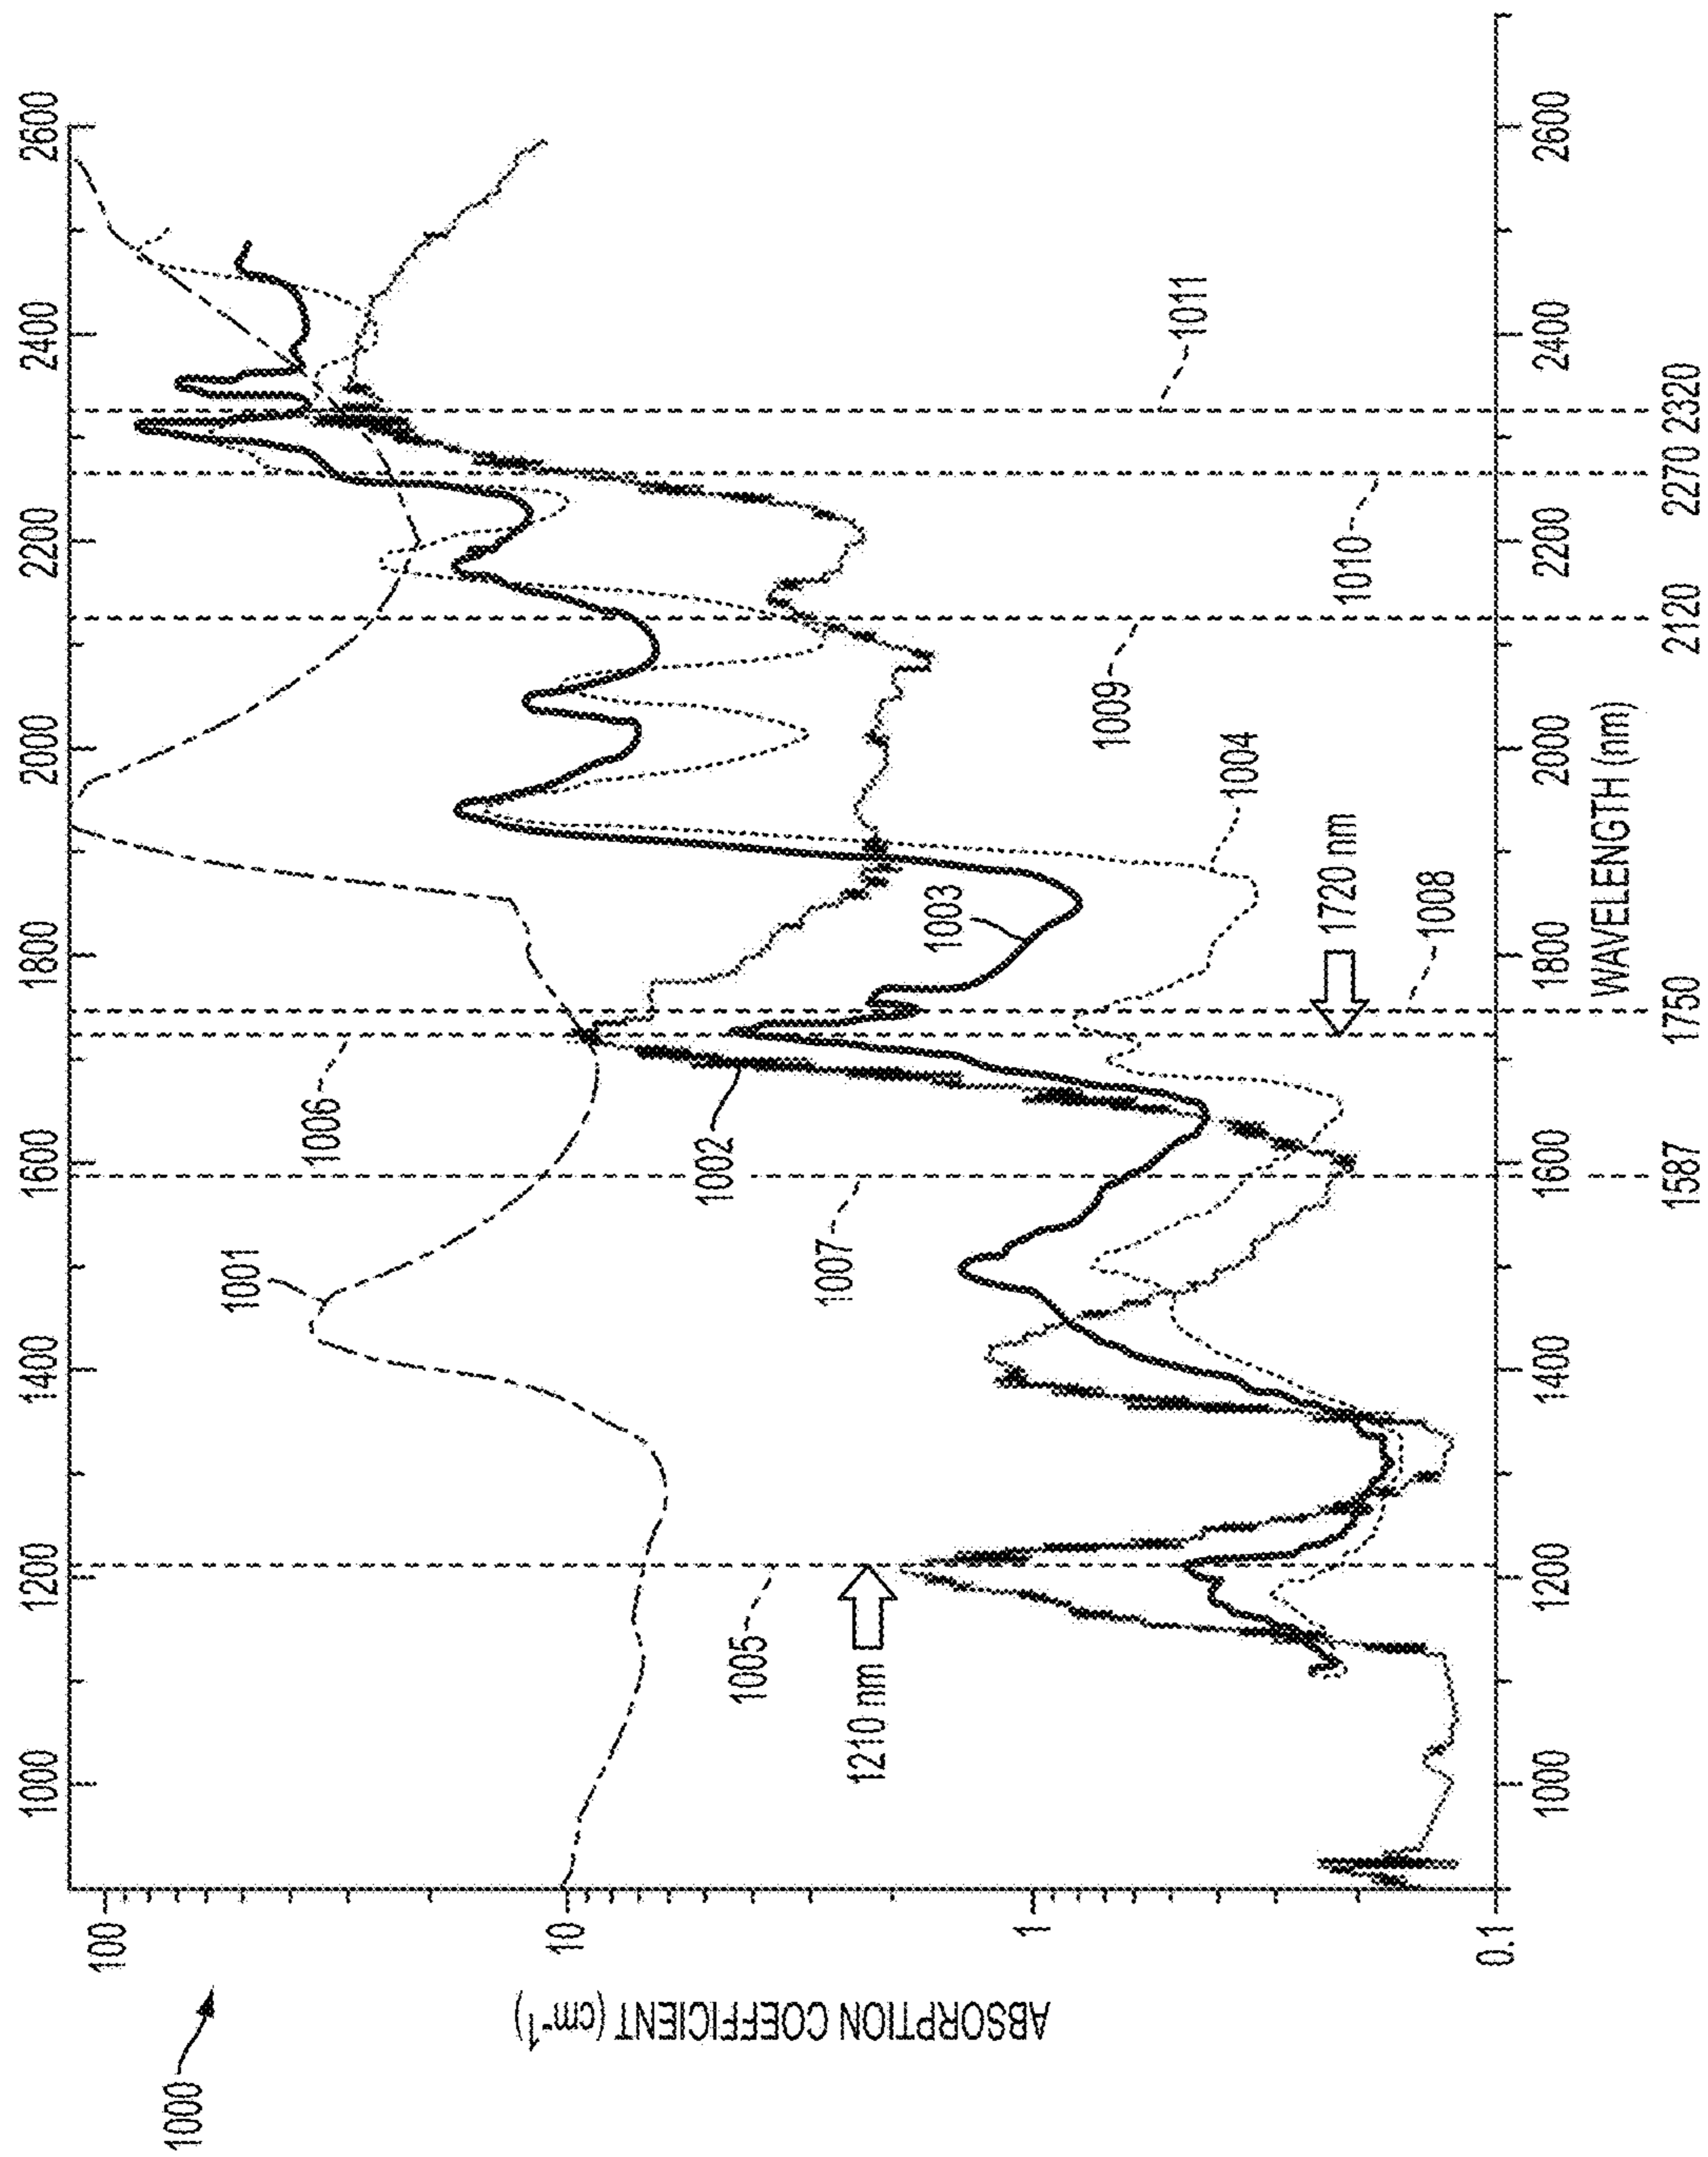 1000
ABSORPTION COEFFICIENT (cm⁻¹)
100
10
1
0.1
1000 1200 1400 1600 1800 2000 2200 2400 2600
1001
1002
1003
1004
1005
1006
1007
1008
1009
1010
1011
1210 nm
1720 nm
1000 1200 1400 1600 1800 2000 2200 2400 2600
WAVELENGTH (nm)
1587 1750 2120 2270 2320